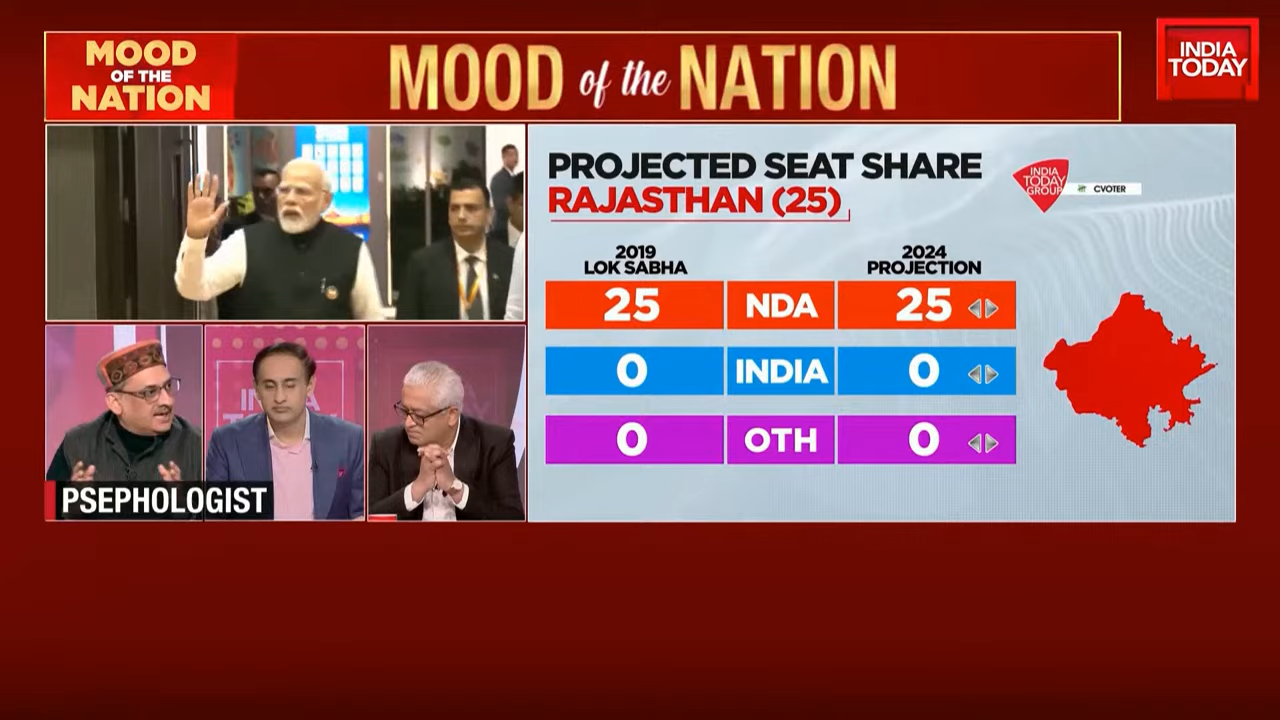 MOOD
OF THE
NATION
MOOD of the NATION
INDIA
TODAY
PROJECTED SEAT SHARE
RAJASTHAN (25)
INDIA
TODAY
GROUP
CVOTER
2019
LOK SABHA
2024
PROJECTION
25 NDA 25
0 INDIA 0
0 OTH 0
PSEPHOLOGIST